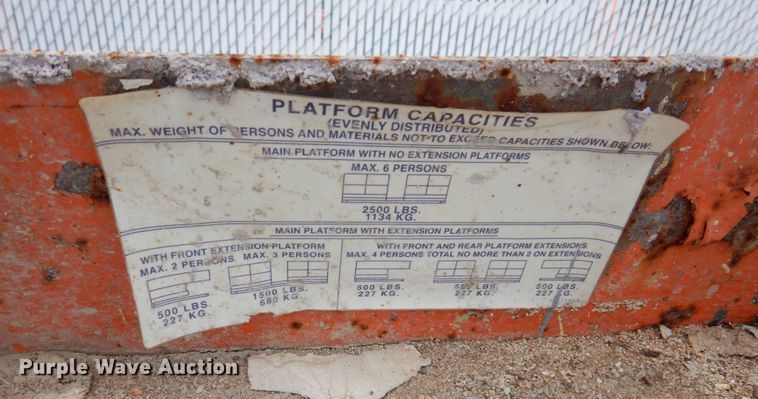 PLATFORM CAPACITIES
(EVENLY DISTRIBUTED)
MAX. WEIGHT OF PERSONS AND MATERIALS NOT TO EXCEED CAPACITIES SHOWN BELOW:
MAIN PLATFORM WITH NO EXTENSION PLATFORMS
MAX. 6 PERSONS
2500 LBS.
1134 KG.
MAIN PLATFORM WITH EXTENSION PLATFORMS
WITH FRONT EXTENSION PLATFORM
MAX. 2 PERSONS MAX. 3 PERSONS
500 LBS.
227 KG.
1500 LBS.
680 KG.
WITH FRONT AND REAR PLATFORM EXTENSIONS
MAX. 4 PERSONS TOTAL NO MORE THAN 2 ON EXTENSIONS
500 LBS. 500 LBS. 500 LBS.
227 KG. 227 KG. 227 KG.
Purple Wave Auction